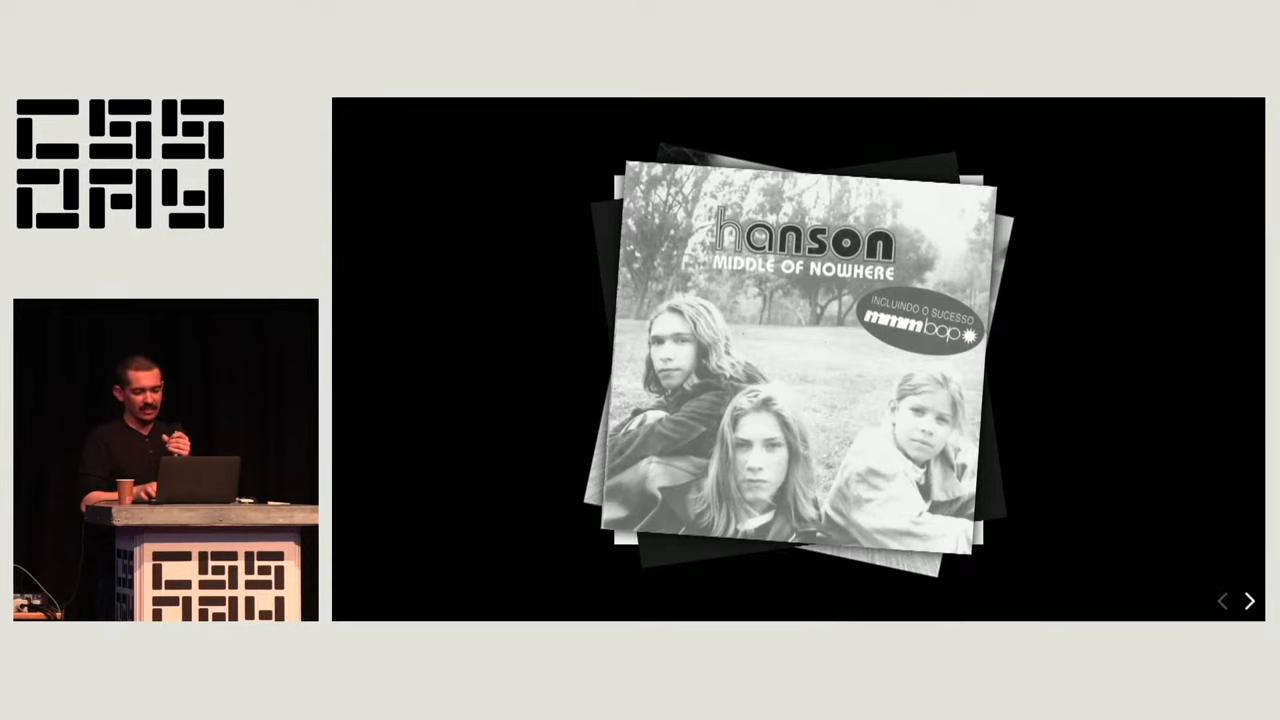 CSS
DAY
hanson
MIDDLE OF NOWHERE
INCLUINDO O SUCESSO
mmmbop
CSS
DAY